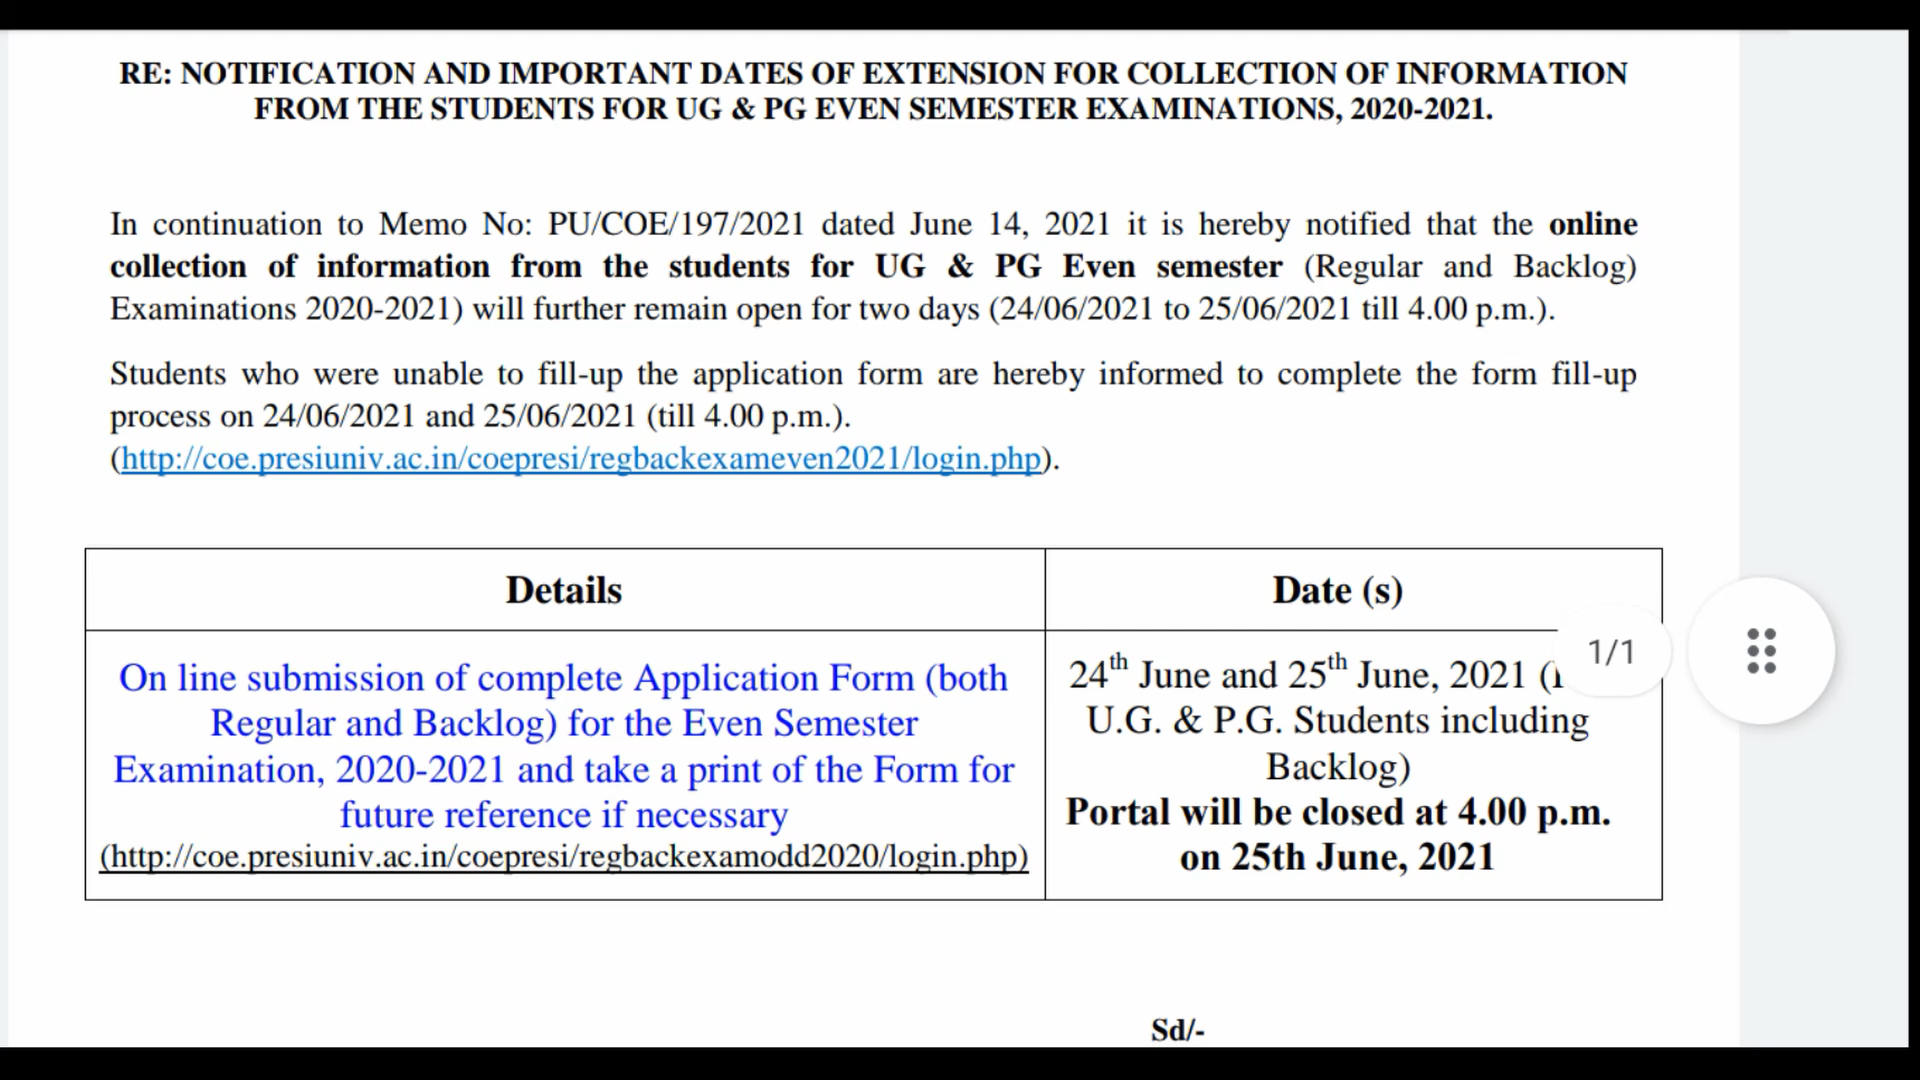 RE: NOTIFICATION AND IMPORTANT DATES OF EXTENSION FOR COLLECTION OF INFORMATION
FROM THE STUDENTS FOR UG & PG EVEN SEMESTER EXAMINATIONS, 2020-2021.
In continuation to Memo No: PU/COE/197/2021 dated June 14, 2021 it is hereby notified that the online
collection of information from the students for UG & PG Even semester (Regular and Backlog)
Examinations 2020-2021) will further remain open for two days (24/06/2021 to 25/06/2021 till 4.00 p.m.).
Students who were unable to fill-up the application form are hereby informed to complete the form fill-up
process on 24/06/2021 and 25/06/2021 (till 4.00 p.m.).
(http://coe.presiuniv.ac.in/coepresi/regbackexameven2021/login.php).
Details
Date (s)
On line submission of complete Application Form (both
Regular and Backlog) for the Even Semester
Examination, 2020-2021 and take a print of the Form for
future reference if necessary
(http://coe.presiuniv.ac.in/coepresi/regbackexamodd2020/login.php)
24th June and 25th June, 2021
U.G. & P.G. Students including
Backlog)
Portal will be closed at 4.00 p.m.
on 25th June, 2021
1/1
Sd/-